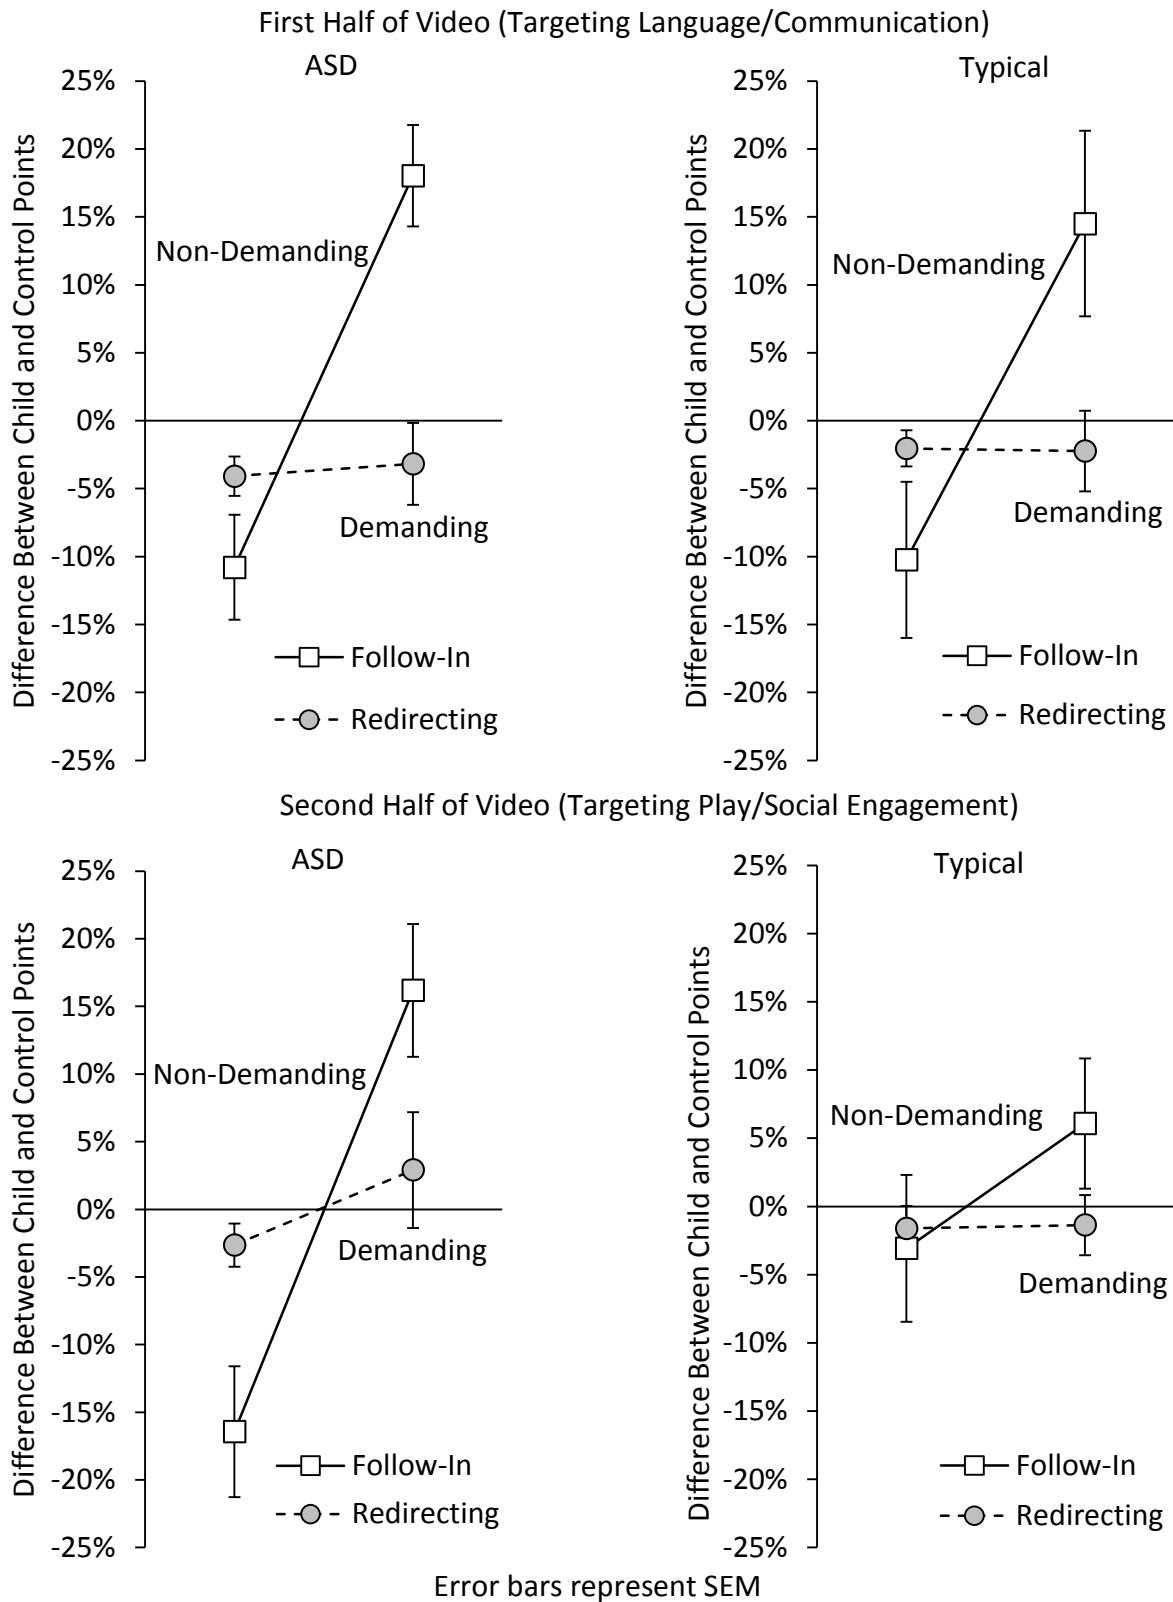 First Half of Video (Targeting Language/Communication)
ASD
Difference Between Child and Control Points
25%
20%
15%
10%
5%
0%
-5%
-10%
-15%
-20%
-25%
Non-Demanding
Demanding
Follow-In
Redirecting
Typical
Difference Between Child and Control Points
25%
20%
15%
10%
5%
0%
-5%
-10%
-15%
-20%
-25%
Non-Demanding
Demanding
Follow-In
Redirecting
Second Half of Video (Targeting Play/Social Engagement)
ASD
Difference Between Child and Control Points
25%
20%
15%
10%
5%
0%
-5%
-10%
-15%
-20%
-25%
Non-Demanding
Demanding
Follow-In
Redirecting
Typical
Difference Between Child and Control Points
25%
20%
15%
10%
5%
0%
-5%
-10%
-15%
-20%
-25%
Non-Demanding
Demanding
Follow-In
Redirecting
Error bars represent SEM